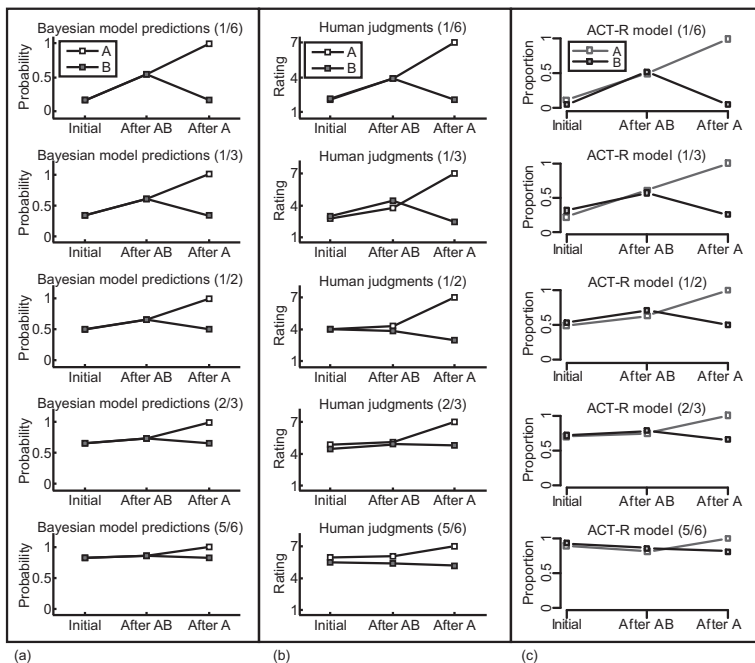 Bayesian model predictions (1/6)
A
B
1
0.5
0
Probability
Initial After AB After A
Bayesian model predictions (1/3)
1
0.5
0
Probability
Initial After AB After A
Bayesian model predictions (1/2)
1
0.5
0
Probability
Initial After AB After A
Bayesian model predictions (2/3)
1
0.5
0
Probability
Initial After AB After A
Bayesian model predictions (5/6)
1
0.5
0
Probability
Initial After AB After A
(a)
Human judgments (1/6)
A
B
7
4
1
Rating
Initial After AB After A
Human judgments (1/3)
7
4
1
Rating
Initial After AB After A
Human judgments (1/2)
7
4
1
Rating
Initial After AB After A
Human judgments (2/3)
7
4
1
Rating
Initial After AB After A
Human judgments (5/6)
7
4
1
Rating
Initial After AB After A
(b)
ACT-R model (1/6)
A
B
1
0.5
0
Proportion
Initial After AB After A
ACT-R model (1/3)
1
0.5
0
Proportion
Initial After AB After A
ACT-R model (1/2)
1
0.5
0
Proportion
Initial After AB After A
ACT-R model (2/3)
1
0.5
0
Proportion
Initial After AB After A
ACT-R model (5/6)
1
0.5
0
Proportion
Initial After AB After A
(c)